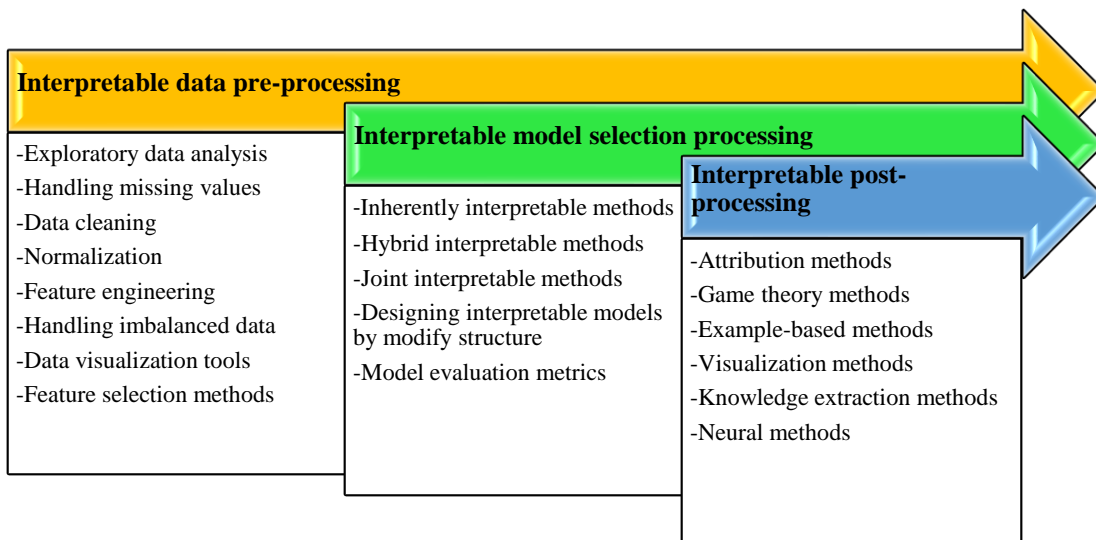 Interpretable data pre-processing
-Exploratory data analysis
-Handling missing values
-Data cleaning
-Normalization
-Feature engineering
-Handling imbalanced data
-Data visualization tools
-Feature selection methods
Interpretable model selection processing
-Inherently interpretable methods
-Hybrid interpretable methods
-Joint interpretable methods
-Designing interpretable models
by modify structure
-Model evaluation metrics
Interpretable post-
processing
-Attribution methods
-Game theory methods
-Example-based methods
-Visualization methods
-Knowledge extraction methods
-Neural methods